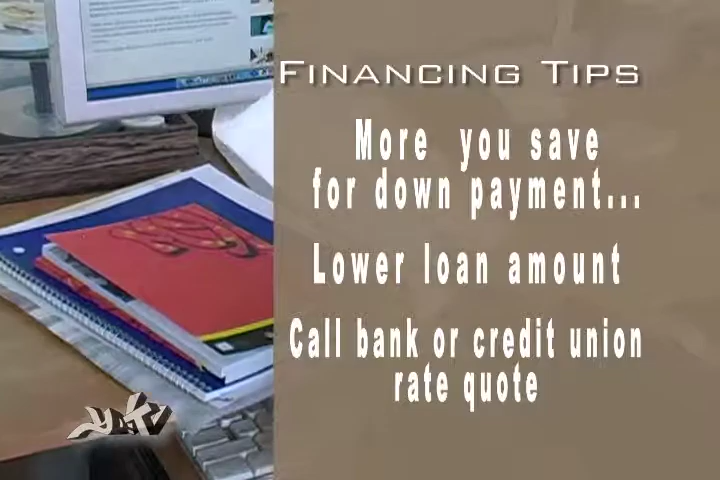 FINANCING TIPS
More you save
for down payment...
Lower loan amount
Call bank or credit union
rate quote